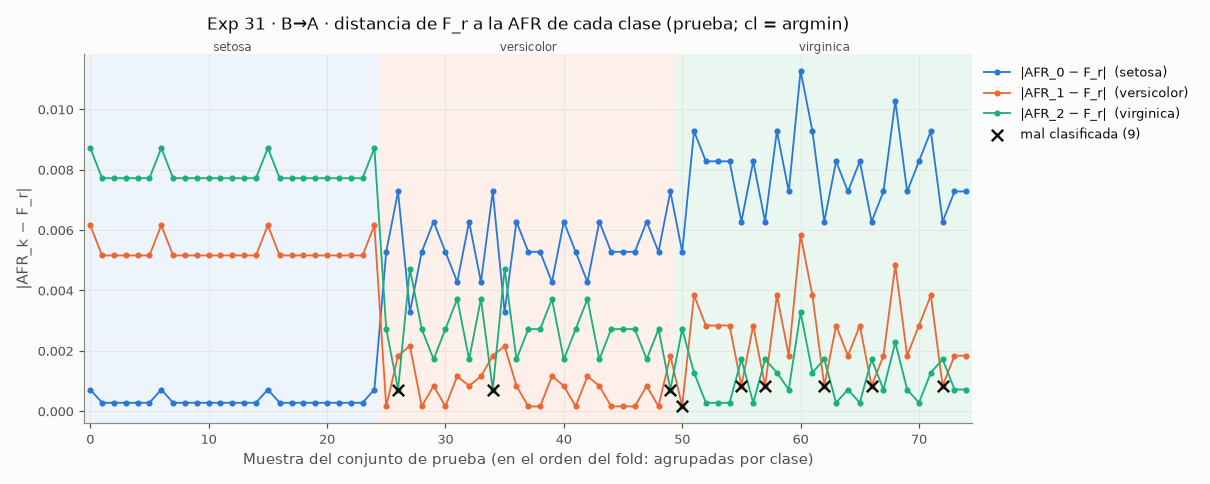 Exp 31 · B→A · distancia de F_r a la AFR de cada clase (prueba; cl = argmin)
setosa
versicolor
virginica
|AFR_0 − F_r| (setosa)
|AFR_1 − F_r| (versicolor)
|AFR_2 − F_r| (virginica)
mal clasificada (9)
|AFR_k − F_r|
0.010
0.008
0.006
0.004
0.002
0.000
0
10
20
30
40
50
60
70
Muestra del conjunto de prueba (en el orden del fold: agrupadas por clase)